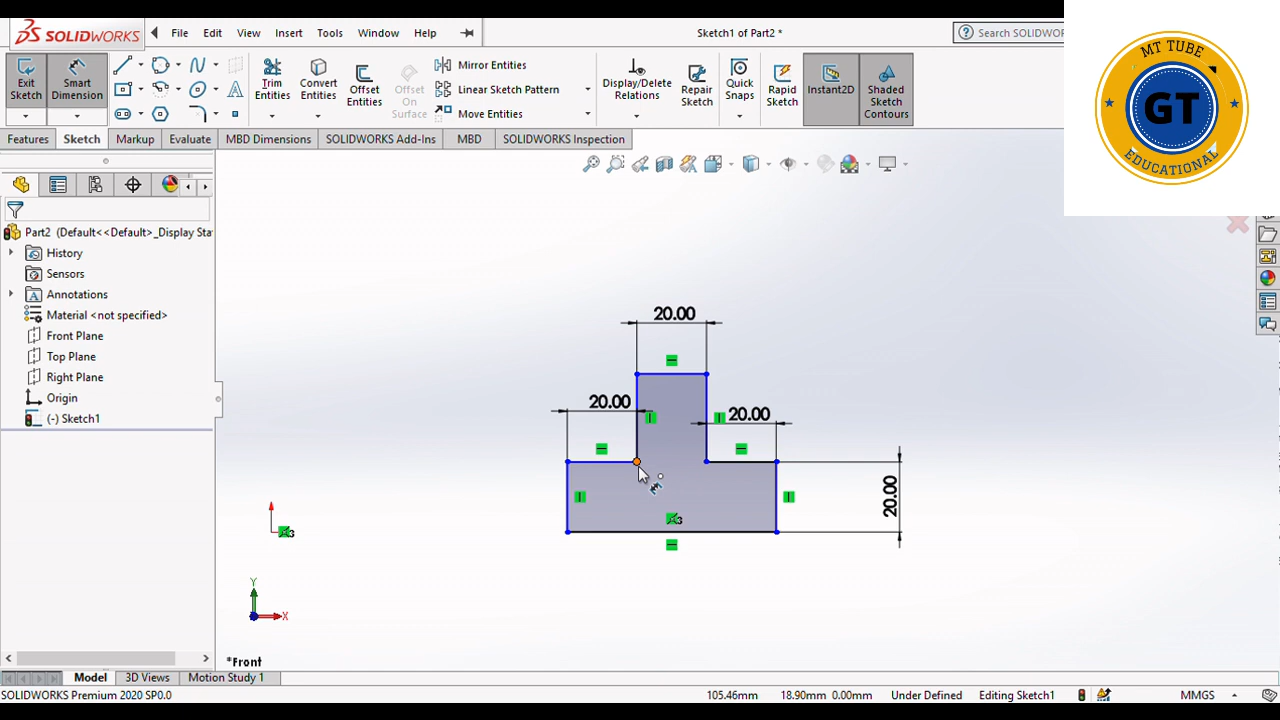 SOLIDWORKS File Edit View Insert Tools Window Help Sketch1 of Part2 * Search SOLIDWOR
MT TUBE
GT
EDUCATIONAL
Exit Sketch
Smart Dimension
Trim Entities
Convert Entities
Offset Entities
Offset On Surface
Mirror Entities
Linear Sketch Pattern
Move Entities
Display/Delete Relations
Repair Sketch
Quick Snaps
Rapid Sketch
Instant2D
Shaded Sketch Contours
Features Sketch Markup Evaluate MBD Dimensions SOLIDWORKS Add-Ins MBD SOLIDWORKS Inspection
Part2 (Default<<Default>_Display Sta
History
Sensors
Annotations
Material <not specified>
Front Plane
Top Plane
Right Plane
Origin
(-) Sketch1
20.00
20.00
20.00
20.00
3
3
Y
X
*Front
Model 3D Views Motion Study 1
SOLIDWORKS Premium 2020 SP0.0 105.46mm 18.90mm 0.00mm Under Defined Editing Sketch1 MMGS